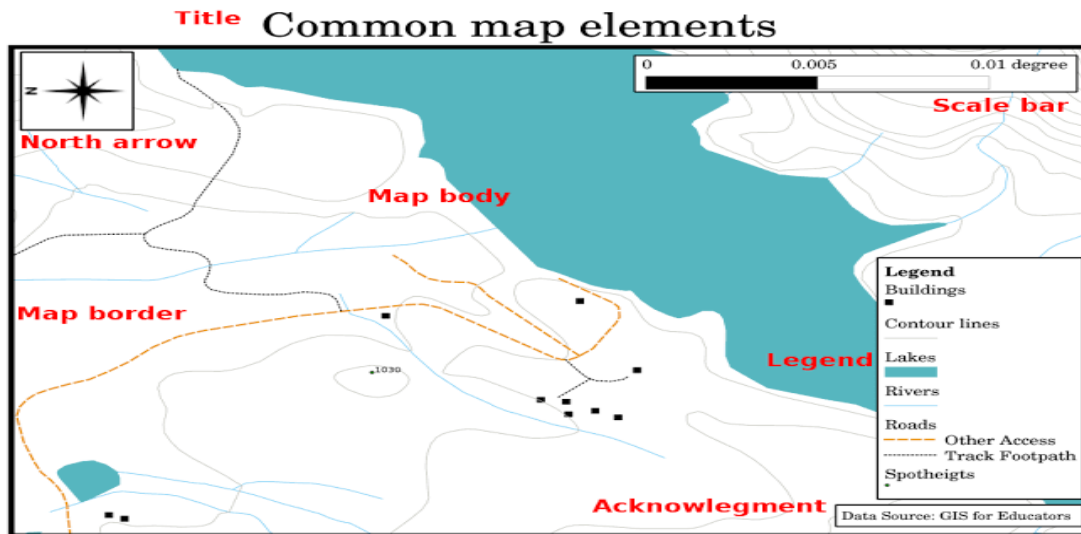 Title Common map elements
0 0.005 0.01 degree
N
Scale bar
North arrow
Map body
Legend
Buildings
Map border
Contour lines
Legend Lakes
1030
Rivers
Roads
Other Access
Track Footpath
Spotheigts
Acknowlegment
Data Source: GIS for Educators